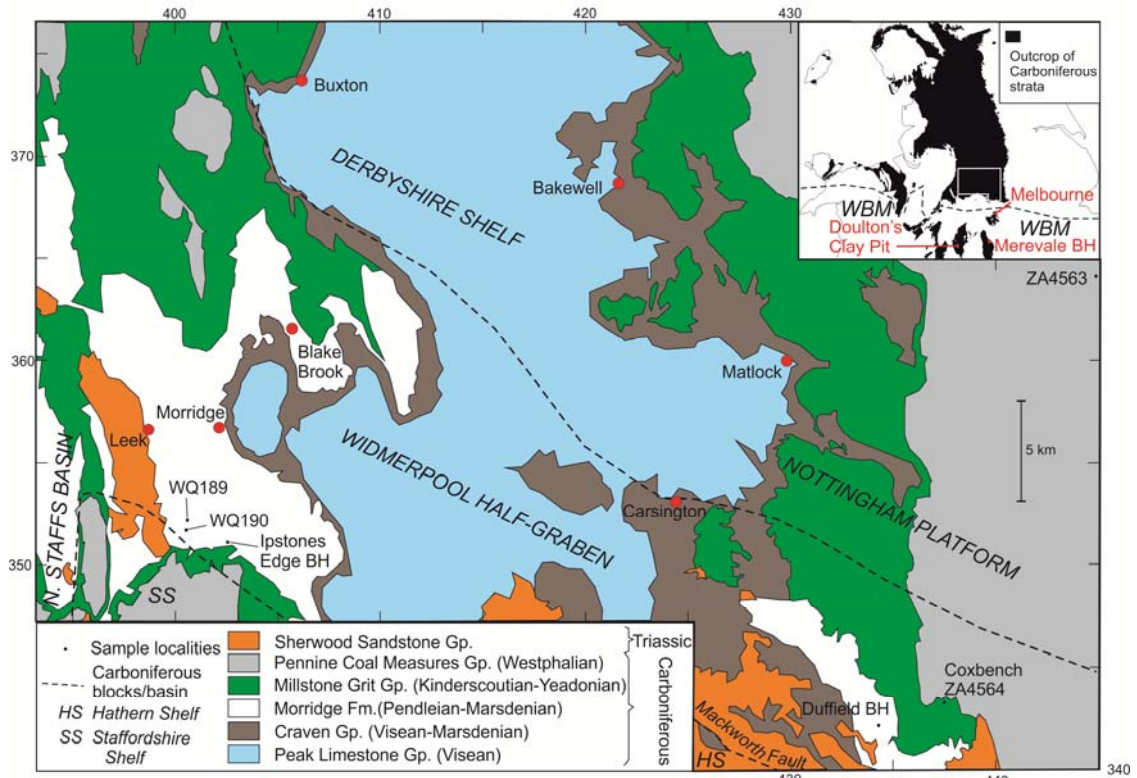 400
410
420
430
370
360
350
Buxton
DERBYSHIRE SHELF
Bakewell
Outcrop of
Carboniferous
strata
WBM
Melbourne
Doulton's
Clay Pit
WBM
Merevale BH
ZA4563
Blake
Brook
Matlock
Morridge
Leek
WIDMERPOOL HALF-GRABEN
5 km
N. STAFFS BASIN
WQ189
WQ190
Ipstones
Edge BH
Carsington
NOTTINGHAM PLATFORM
SS
Sample localities
Carboniferous
blocks/basin
HS Hathern Shelf
SS Staffordshire
Shelf
Sherwood Sandstone Gp.
Pennine Coal Measures Gp. (Westphalian)
Millstone Grit Gp. (Kinderscoutian-Yeadonian)
Morridge Fm.(Pendleian-Marsdenian)
Craven Gp. (Visean-Marsdenian)
Peak Limestone Gp. (Visean)
Triassic
Carboniferous
Coxbench
ZA4564
Duffield BH
Mackworth Fault
HS
430
440
340